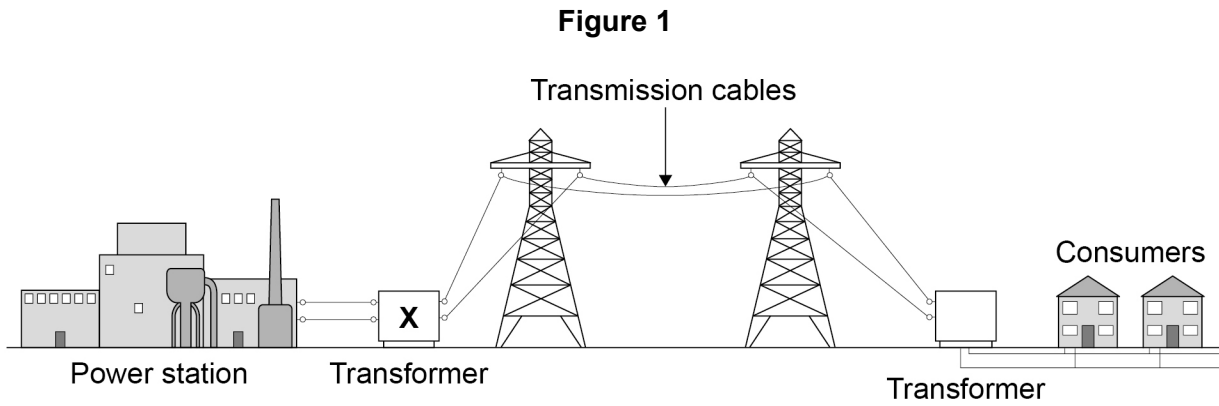 Figure 1
Transmission cables
Consumers
X
Power station
Transformer
Transformer